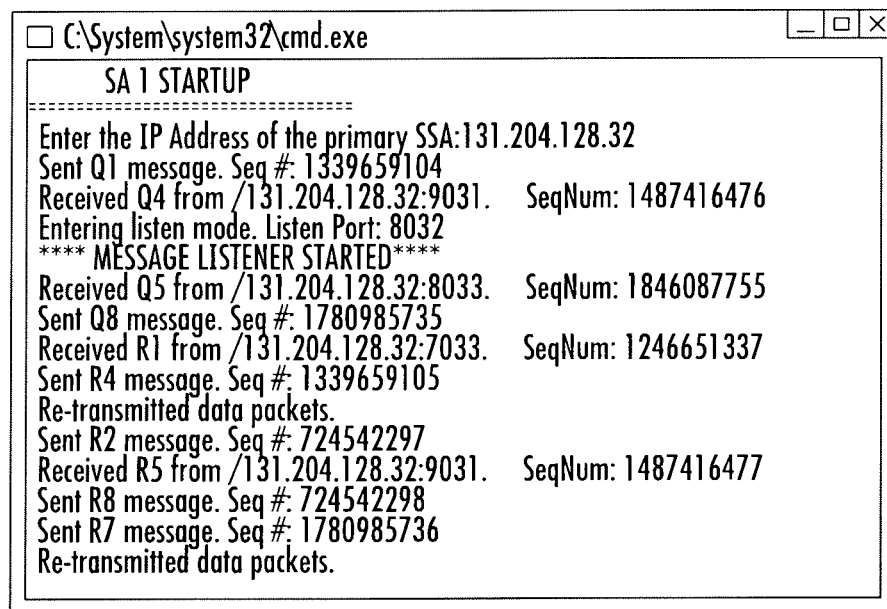 C:\System\system32\cmd.exe
SA 1 STARTUP
================================
Enter the IP Address of the primary SSA:131.204.128.32
Sent Q1 message. Seq #: 1339659104
Received Q4 from /131.204.128.32:9031. SeqNum: 1487416476
Entering listen mode. Listen Port: 8032
**** MESSAGE LISTENER STARTED****
Received Q5 from /131.204.128.32:8033. SeqNum: 1846087755
Sent Q8 message. Seq #: 1780985735
Received R1 from /131.204.128.32:7033. SeqNum: 1246651337
Sent R4 message. Seq #: 1339659105
Re-transmitted data packets.
Sent R2 message. Seq #: 724542297
Received R5 from /131.204.128.32:9031. SeqNum: 1487416477
Sent R8 message. Seq #: 724542298
Sent R7 message. Seq #: 1780985736
Re-transmitted data packets.